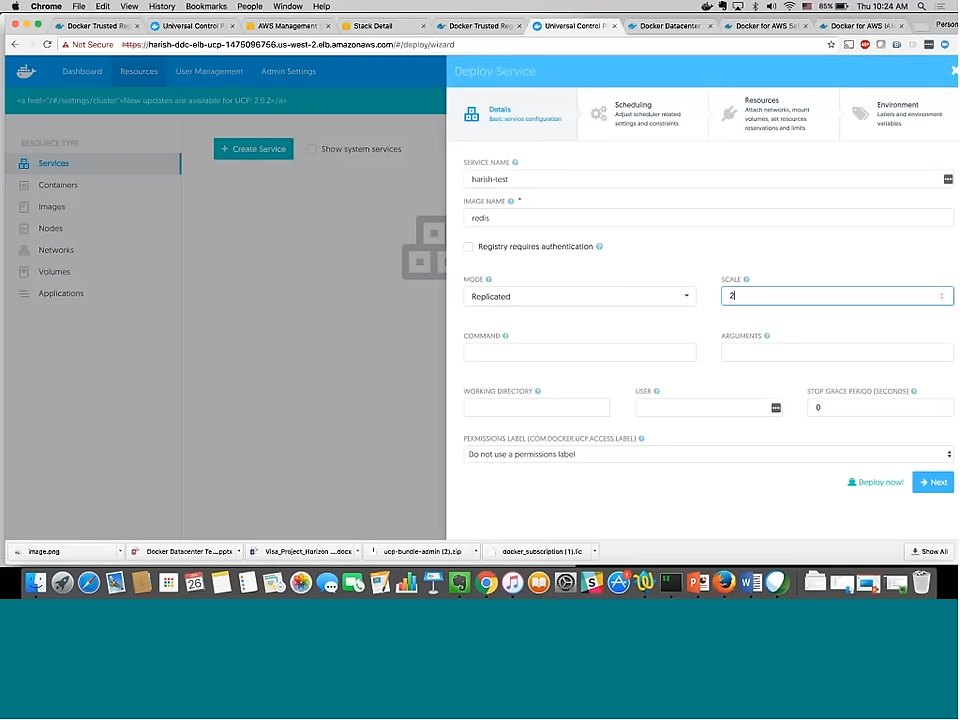 Chrome File Edit View History Bookmarks People Window Help 85% Thu 10:24 AM
Docker Trusted Reg Universal Control P AWS Management Stack Detail Docker Trusted Reg Universal Control P Docker Datacenter Docker for AWS Se Docker for AWS IA Person
Not Secure https://harish-ddc-elb-ucp-1475096756.us-west-2.elb.amazonaws.com/#/deploy/wizard
Dashboard Resources User Management Admin Settings
Deploy Service
<a href="/#/settings/cluster">New updates are available for UCP: 2.0.2</a>
Details
Basic service configuration
Scheduling
Adjust scheduler related
settings and constraints
Resources
Attach networks, mount
volumes, set resources
reservations and limits
Environment
Labels and environment
variables
RESOURCE TYPE
Services
Containers
Images
Nodes
Networks
Volumes
Applications
+ Create Service
Show system services
SERVICE NAME
harish-test
IMAGE NAME *
redis
Registry requires authentication
MODE
Replicated
SCALE
2
COMMAND
ARGUMENTS
WORKING DIRECTORY
USER
STOP GRACE PERIOD (SECONDS)
0
PERMISSIONS LABEL (COM.DOCKER.UCP.ACCESS.LABEL)
Do not use a permissions label
Deploy now!
Next
image.png
Docker Datacenter Te....pptx
Visa_Project_Horizon ....docx
ucp-bundle-admin (2).zip
docker_subscription (1).lic
Show All
26